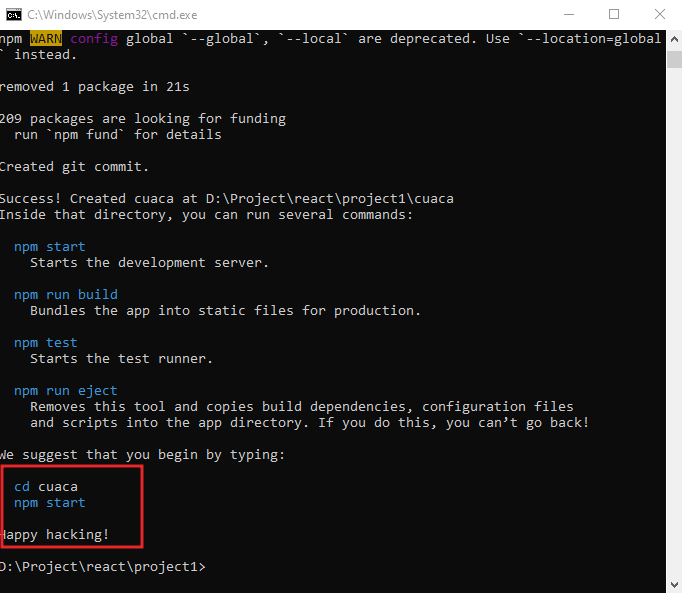 C:\Windows\System32\cmd.exe
npm WARN config global `--global`, `--local` are deprecated. Use `--location=global
` instead.
removed 1 package in 21s
209 packages are looking for funding
run `npm fund` for details
Created git commit.
Success! Created cuaca at D:\Project\react\project1\cuaca
Inside that directory, you can run several commands:
npm start
Starts the development server.
npm run build
Bundles the app into static files for production.
npm test
Starts the test runner.
npm run eject
Removes this tool and copies build dependencies, configuration files
and scripts into the app directory. If you do this, you can’t go back!
We suggest that you begin by typing:
cd cuaca
npm start
Happy hacking!
D:\Project\react\project1>